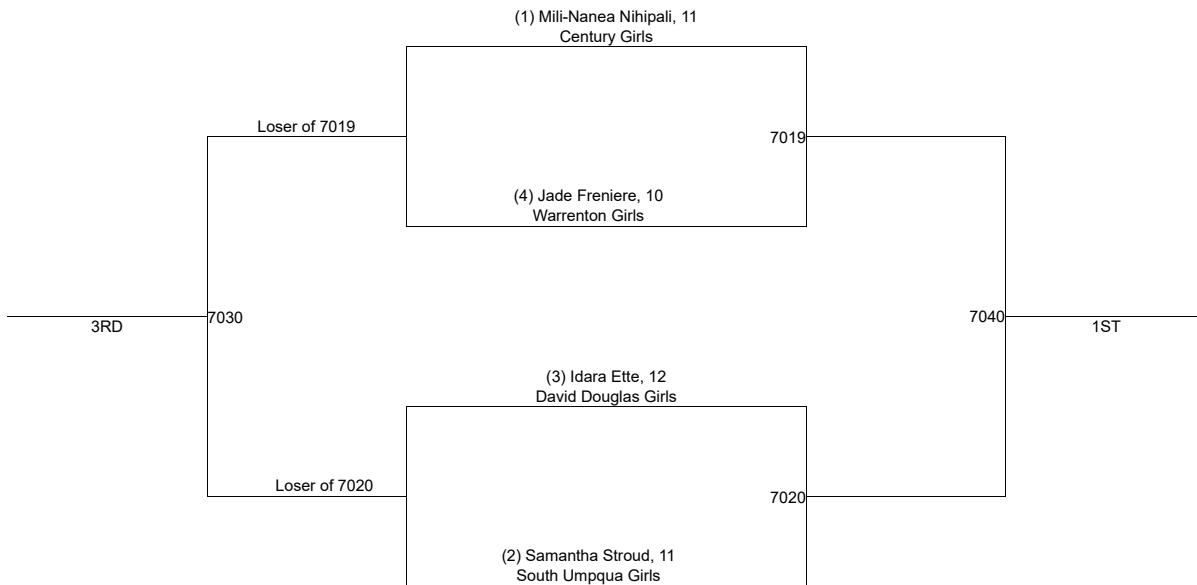 (1) Mili-Nanea Nihipali, 11
Century Girls
Loser of 7019
7019
(4) Jade Freniere, 10
Warrenton Girls
3RD
7030
7040
1ST
(3) Idara Ette, 12
David Douglas Girls
Loser of 7020
7020
(2) Samantha Stroud, 11
South Umpqua Girls